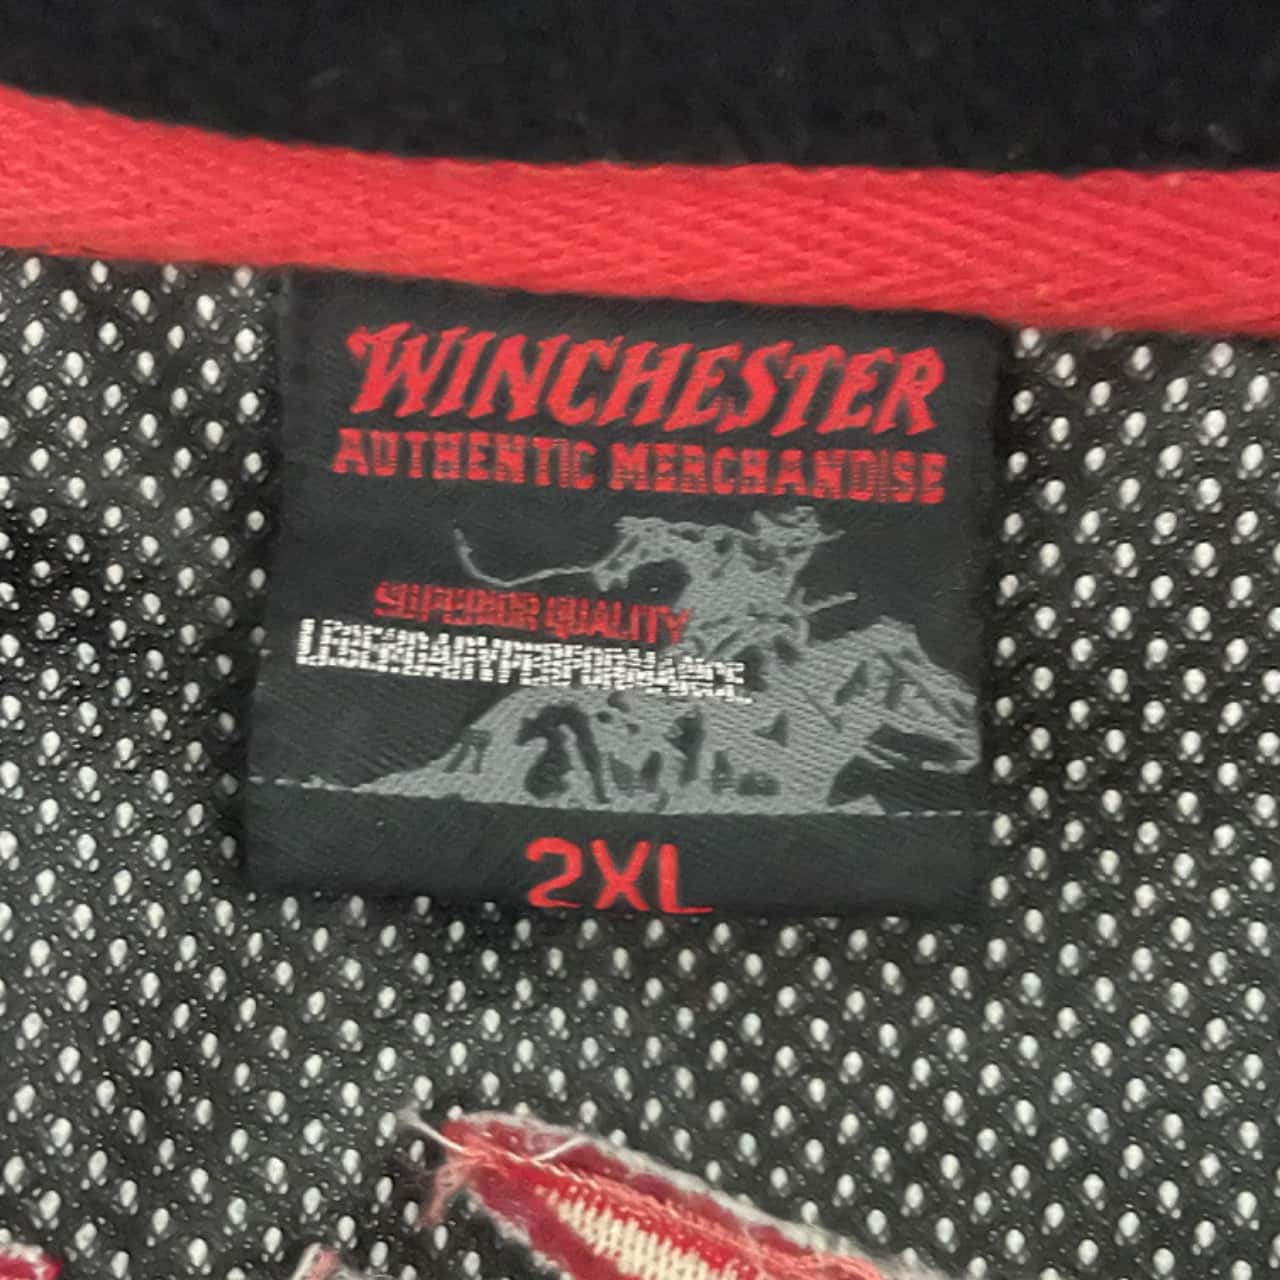 WINCHESTER
AUTHENTIC MERCHANDISE
SUPERIOR QUALITY
LEGENDARY PERFORMANCE
2XL